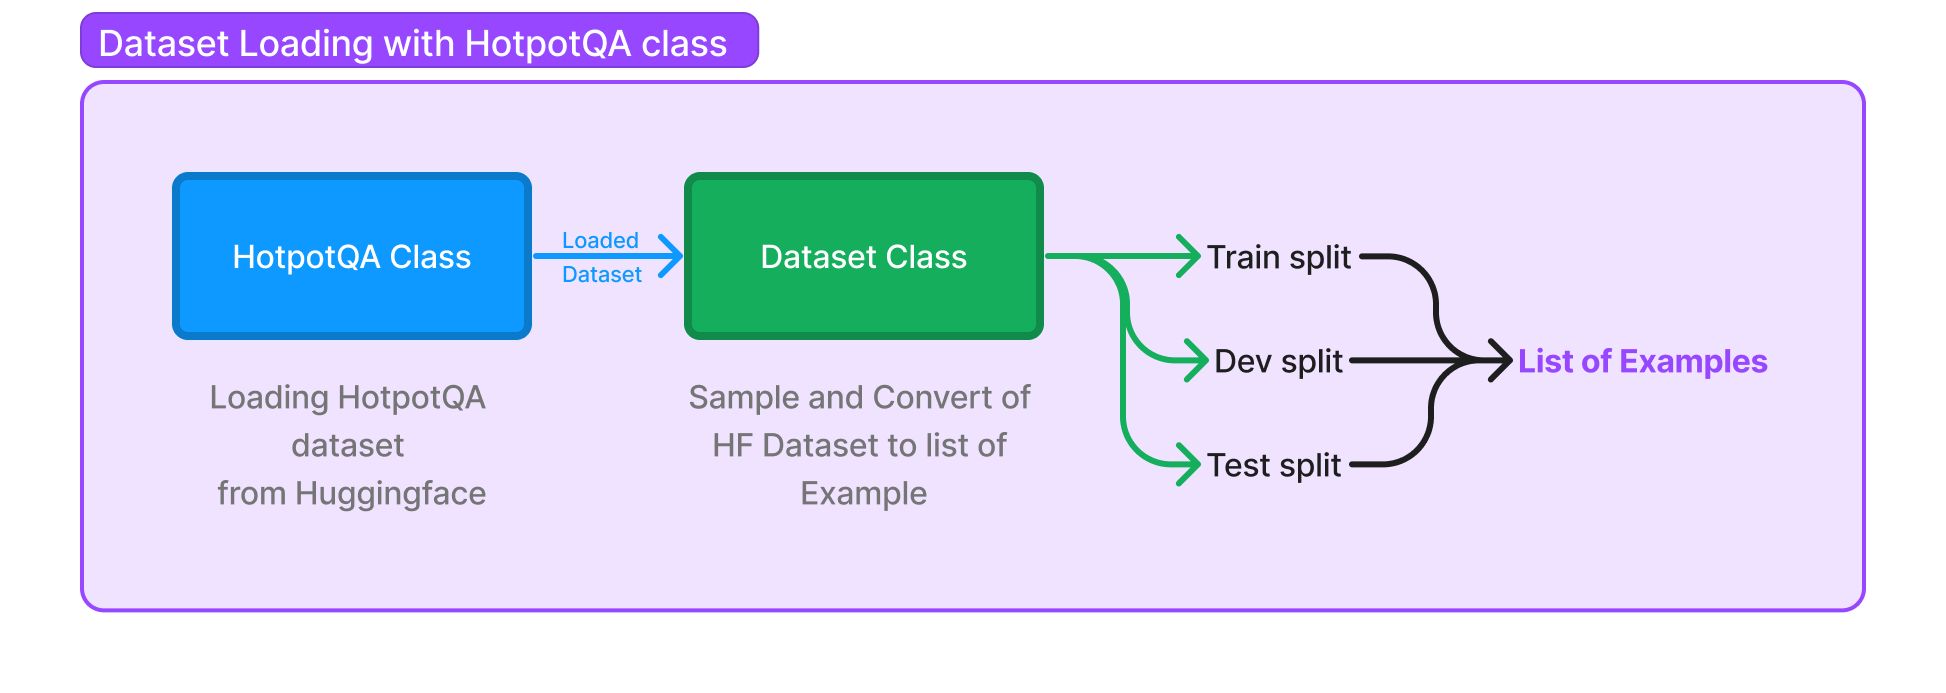 Dataset Loading with HotpotQA class
HotpotQA Class
Loaded
Dataset
Dataset Class
Train split
Dev split
Test split
List of Examples
Loading HotpotQA
dataset
from Huggingface
Sample and Convert of
HF Dataset to list of
Example